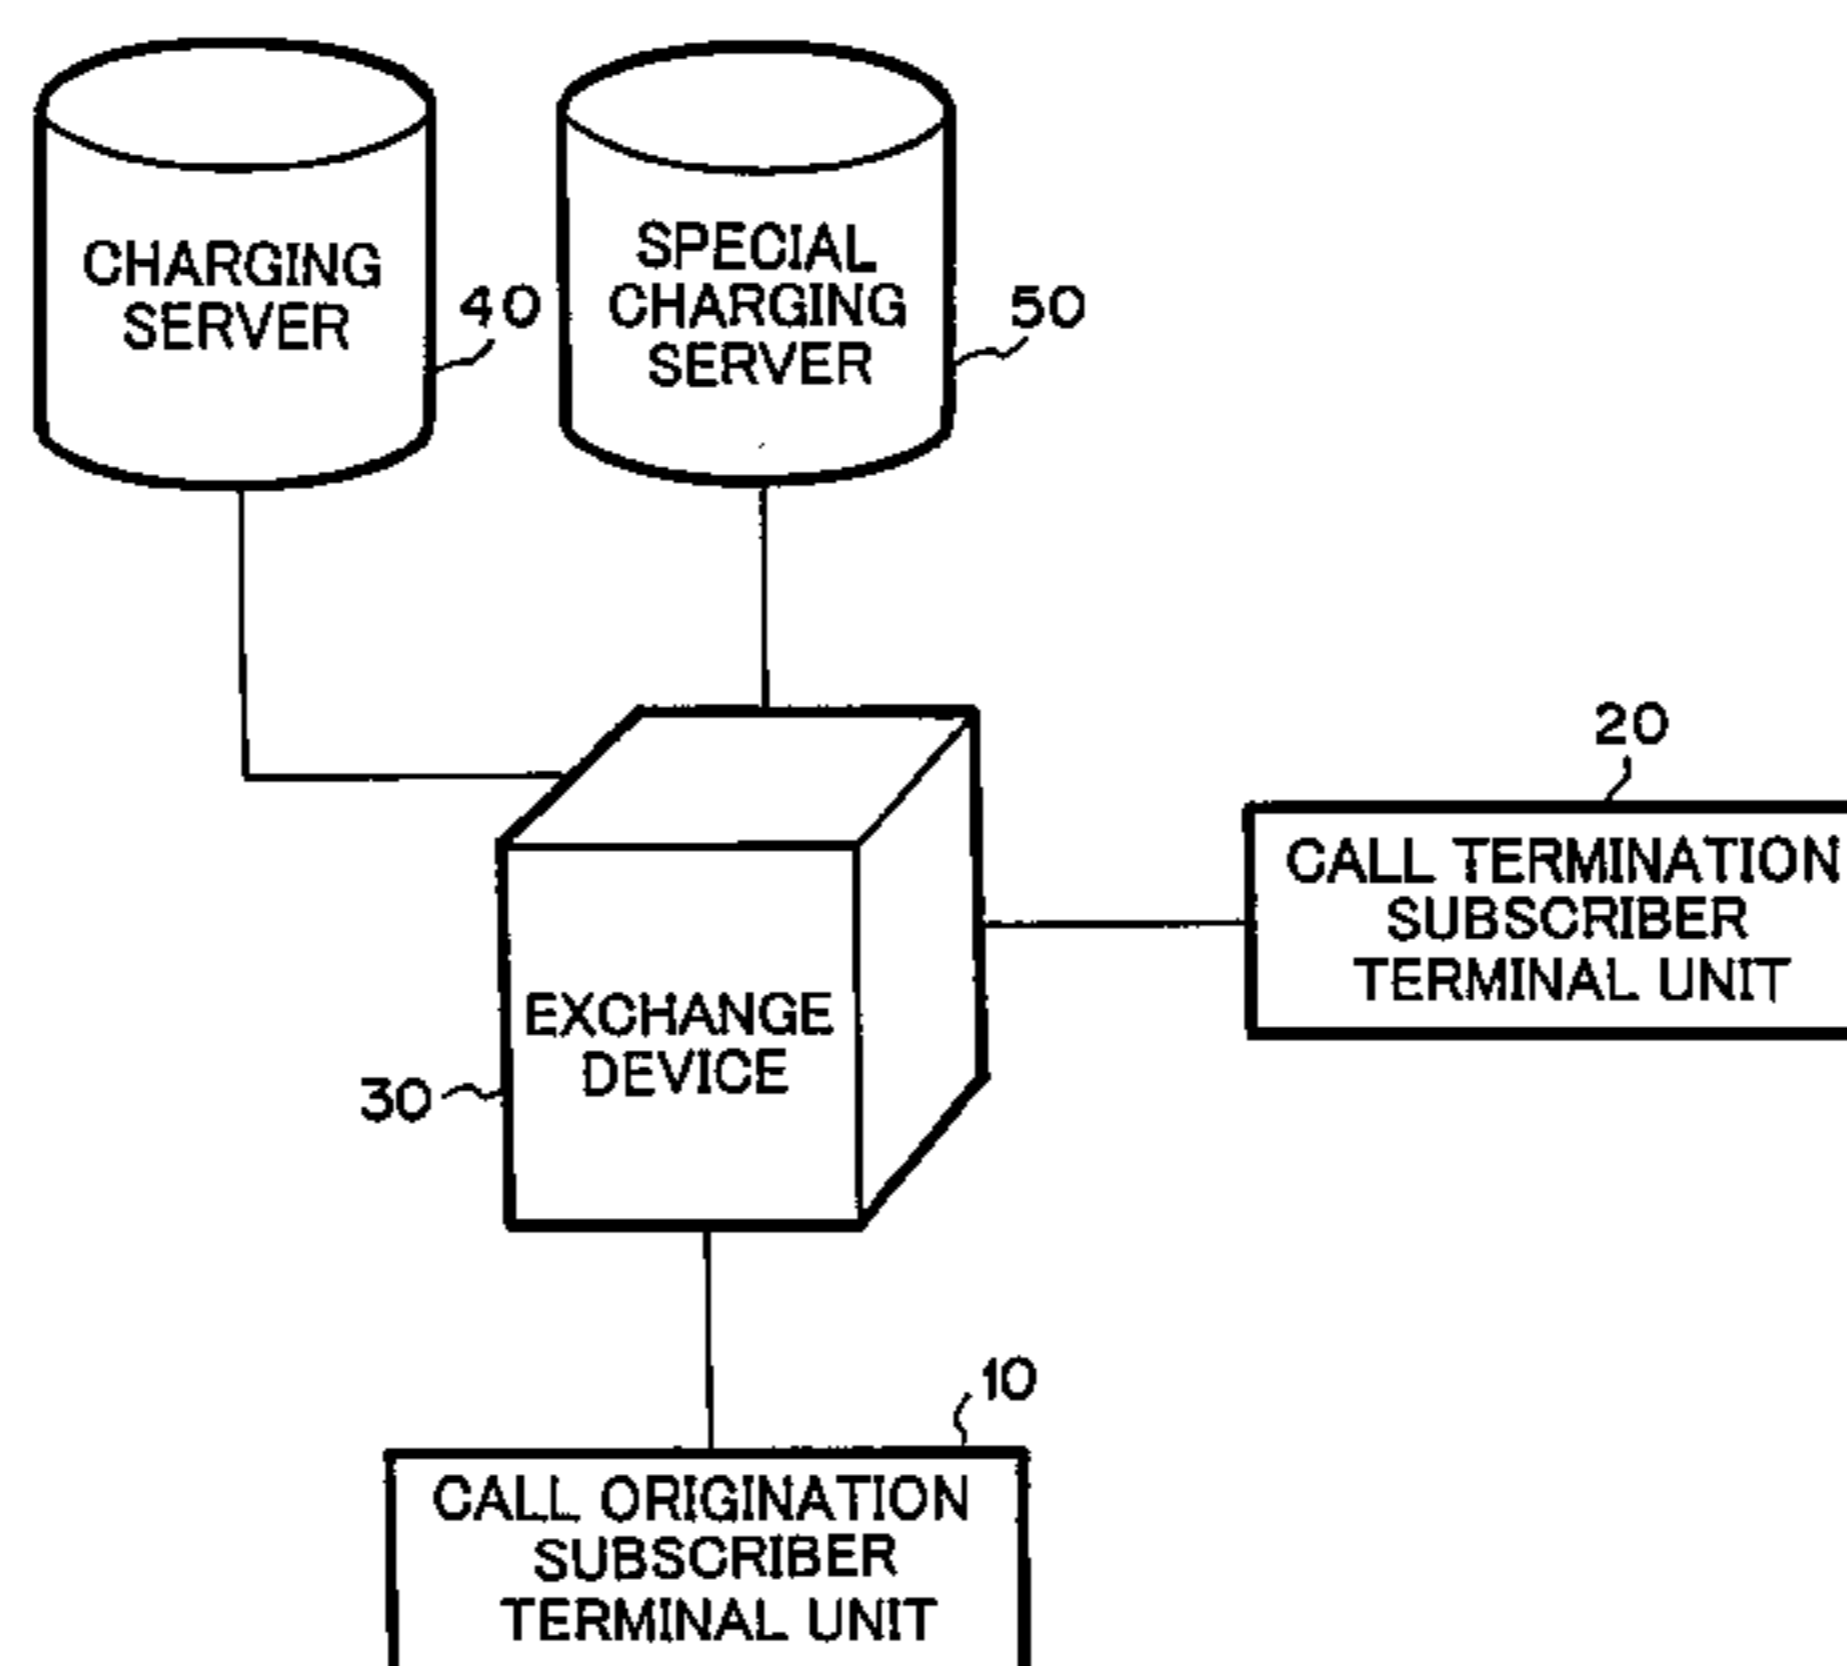 CHARGING
SERVER
40
SPECIAL
CHARGING
SERVER
50
20
CALL TERMINATION
SUBSCRIBER
TERMINAL UNIT
EXCHANGE
DEVICE
30
10
CALL ORIGINATION
SUBSCRIBER
TERMINAL UNIT